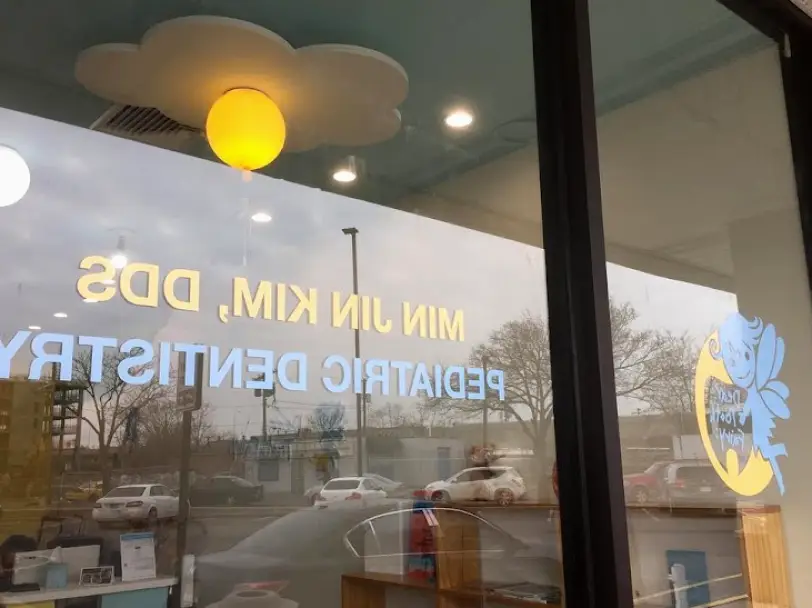 MIN JIN KIM, DDS
PEDIATRIC DENTISTRY